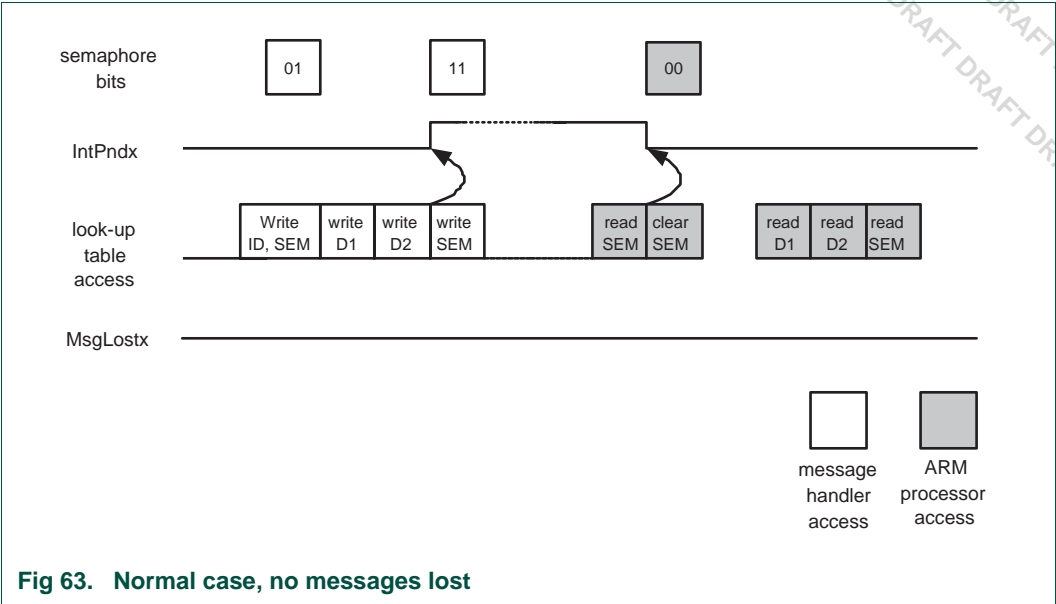 DRAFT DRAFT DRAFT
DRAFT
semaphore
bits
01
11
00
IntPndx
look-up
table
access
Write
ID, SEM
write
D1
write
D2
write
SEM
read
SEM
clear
SEM
read
D1
read
D2
read
SEM
MsgLostx
message
handler
access
ARM
processor
access
Fig 63. Normal case, no messages lost